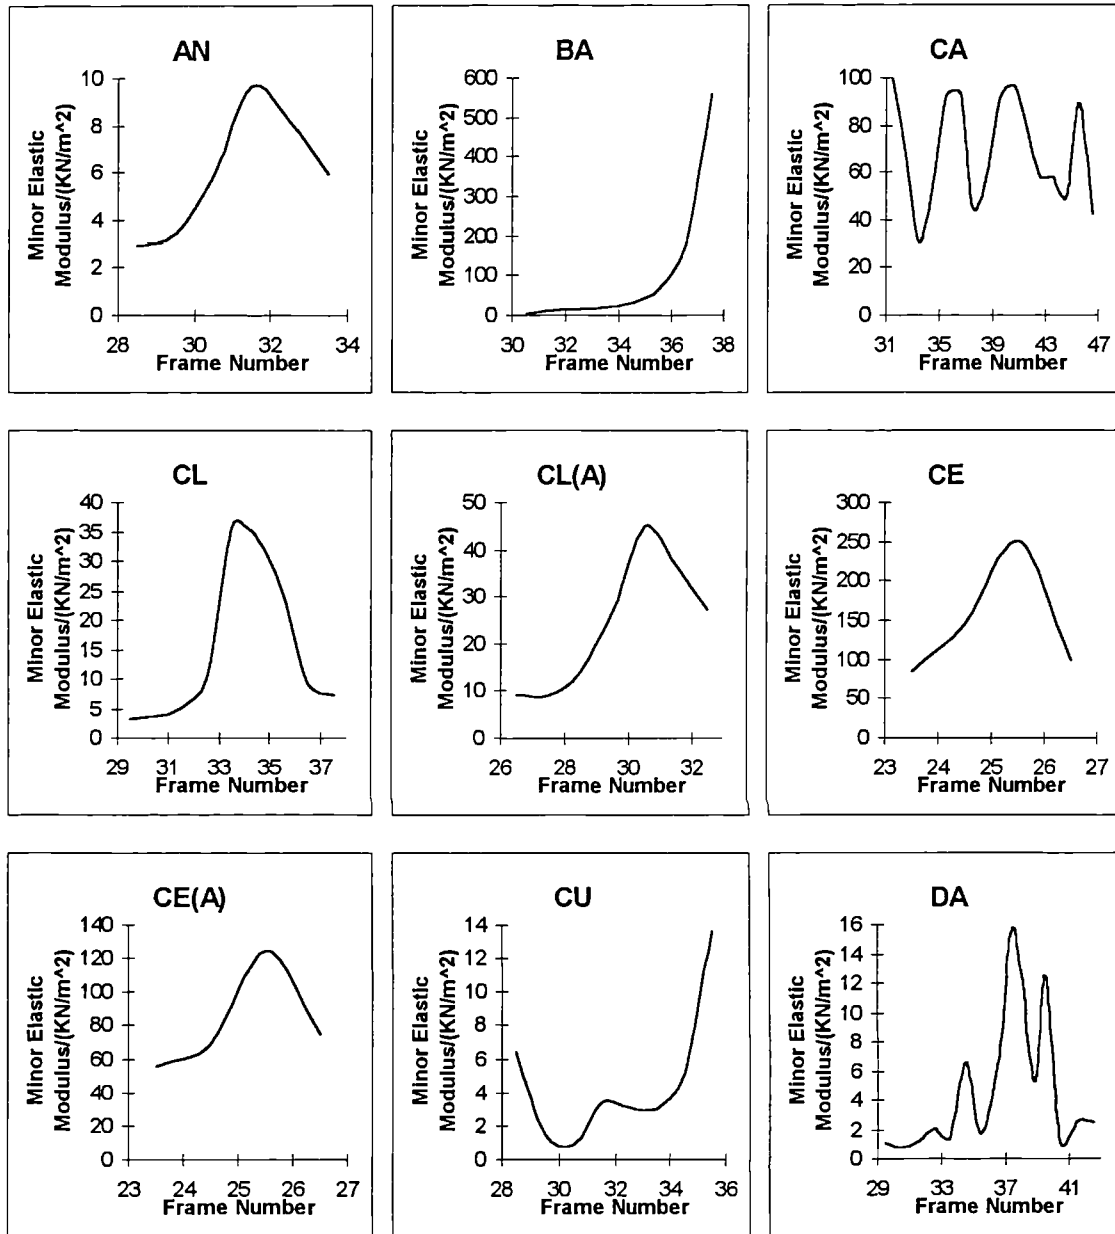 AN
Minor Elastic
Modulus/(KN/m^2)
10
8
6
4
2
0
28 30 32 34
Frame Number
BA
Minor Elastic
Modulus/(KN/m^2)
600
500
400
300
200
100
0
30 32 34 36 38
Frame Number
CA
Minor Elastic
Modulus/(KN/m^2)
100
80
60
40
20
0
31 35 39 43 47
Frame Number
CL
Minor Elastic
Modulus/(KN/m^2)
40
35
30
25
20
15
10
5
0
29 31 33 35 37
Frame Number
CL(A)
Minor Elastic
Modulus/(KN/m^2)
50
40
30
20
10
0
26 28 30 32
Frame Number
CE
Minor Elastic
Modulus/(KN/m^2)
300
250
200
150
100
50
0
23 24 25 26 27
Frame Number
CE(A)
Minor Elastic
Modulus/(KN/m^2)
140
120
100
80
60
40
20
0
23 24 25 26 27
Frame Number
CU
Minor Elastic
Modulus/(KN/m^2)
14
12
10
8
6
4
2
0
28 30 32 34 36
Frame Number
DA
Minor Elastic
Modulus/(KN/m^2)
16
14
12
10
8
6
4
2
0
29 33 37 41
Frame Number